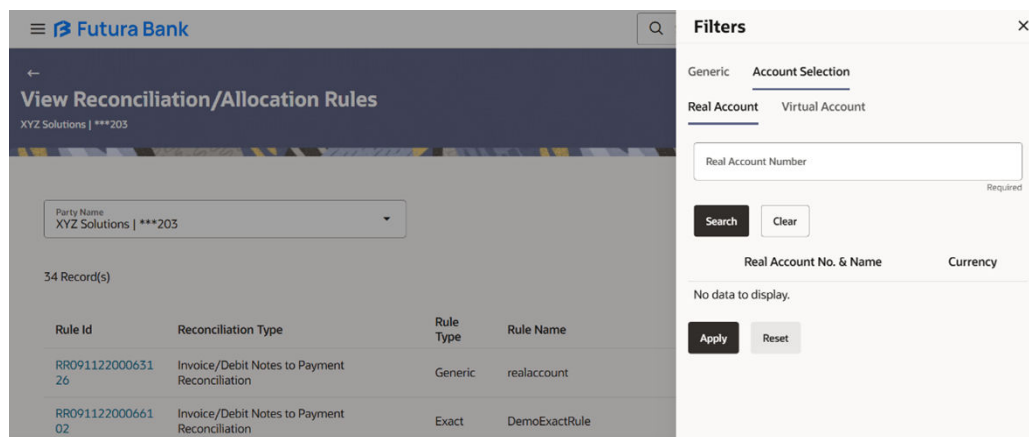 Futura Bank
View Reconciliation/Allocation Rules
XYZ Solutions | ***203
Party Name
XYZ Solutions | ***203
34 Record(s)
Rule Id Reconciliation Type Rule Type Rule Name
RR091122000631
26
Invoice/Debit Notes to Payment
Reconciliation
Generic
realaccount
RR091122000661
02
Invoice/Debit Notes to Payment
Reconciliation
Exact
DemoExactRule
Filters
Generic Account Selection
Real Account Virtual Account
Real Account Number
Required
Search Clear
Real Account No. & Name Currency
No data to display.
Apply Reset